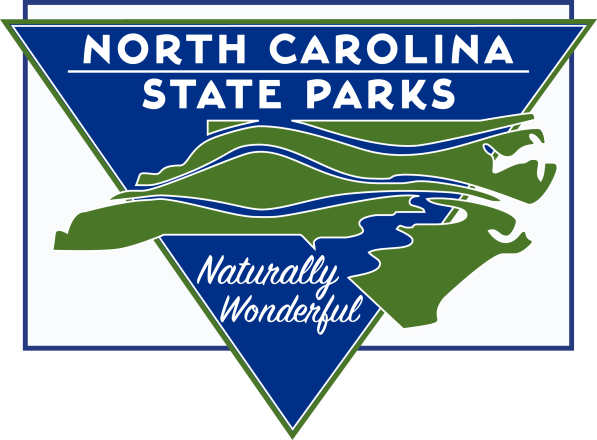 NORTH CAROLINA
STATE PARKS
Naturally
Wonderful